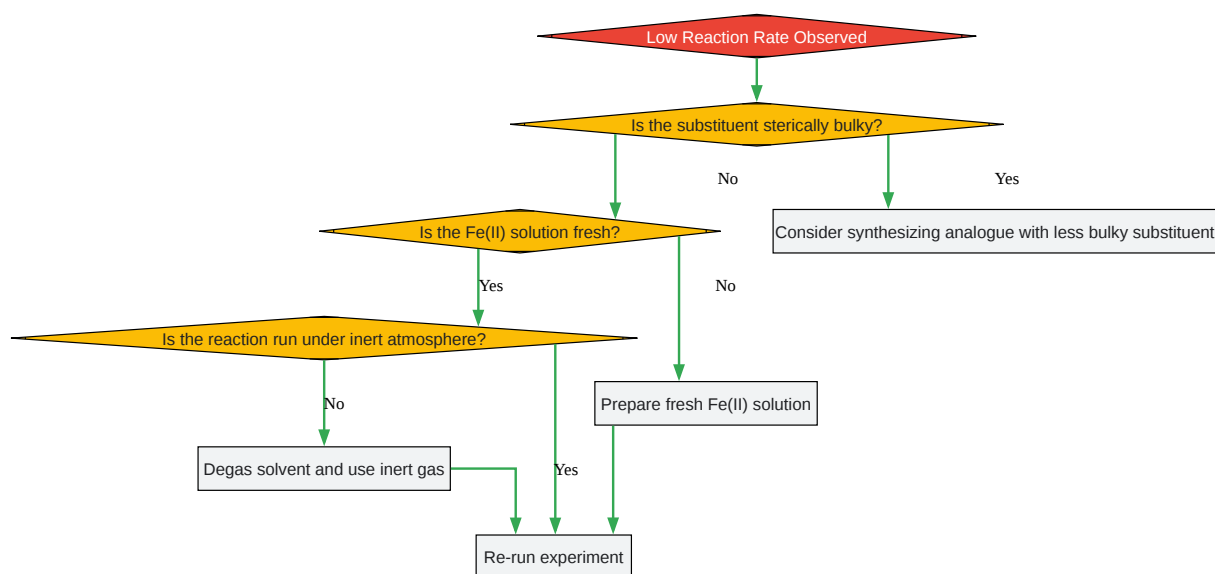 Low Reaction Rate Observed
Is the substituent sterically bulky?
No
Yes
Is the Fe(II) solution fresh?
Consider synthesizing analogue with less bulky substituent
Yes
No
Is the reaction run under inert atmosphere?
No
Prepare fresh Fe(II) solution
Degas solvent and use inert gas
Yes
Re-run experiment